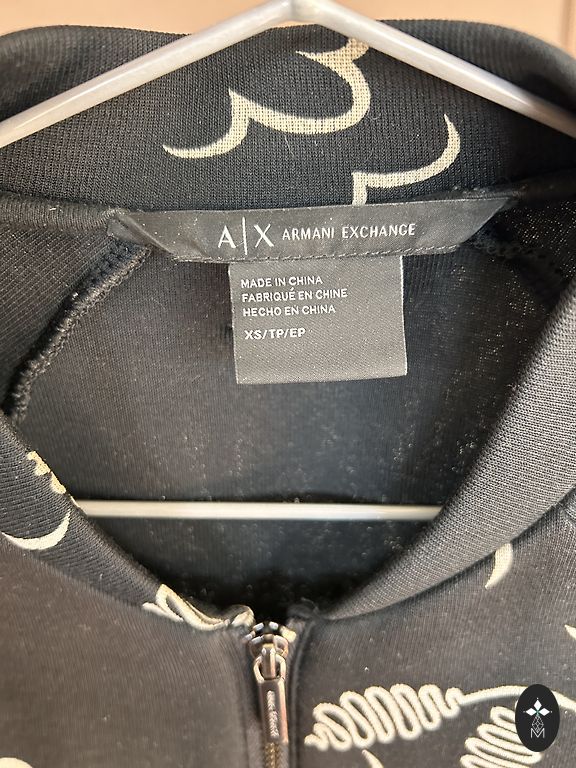 A|X ARMANI EXCHANGE
MADE IN CHINA
FABRIQUÉ EN CHINE
HECHO EN CHINA
XS/TP/EP